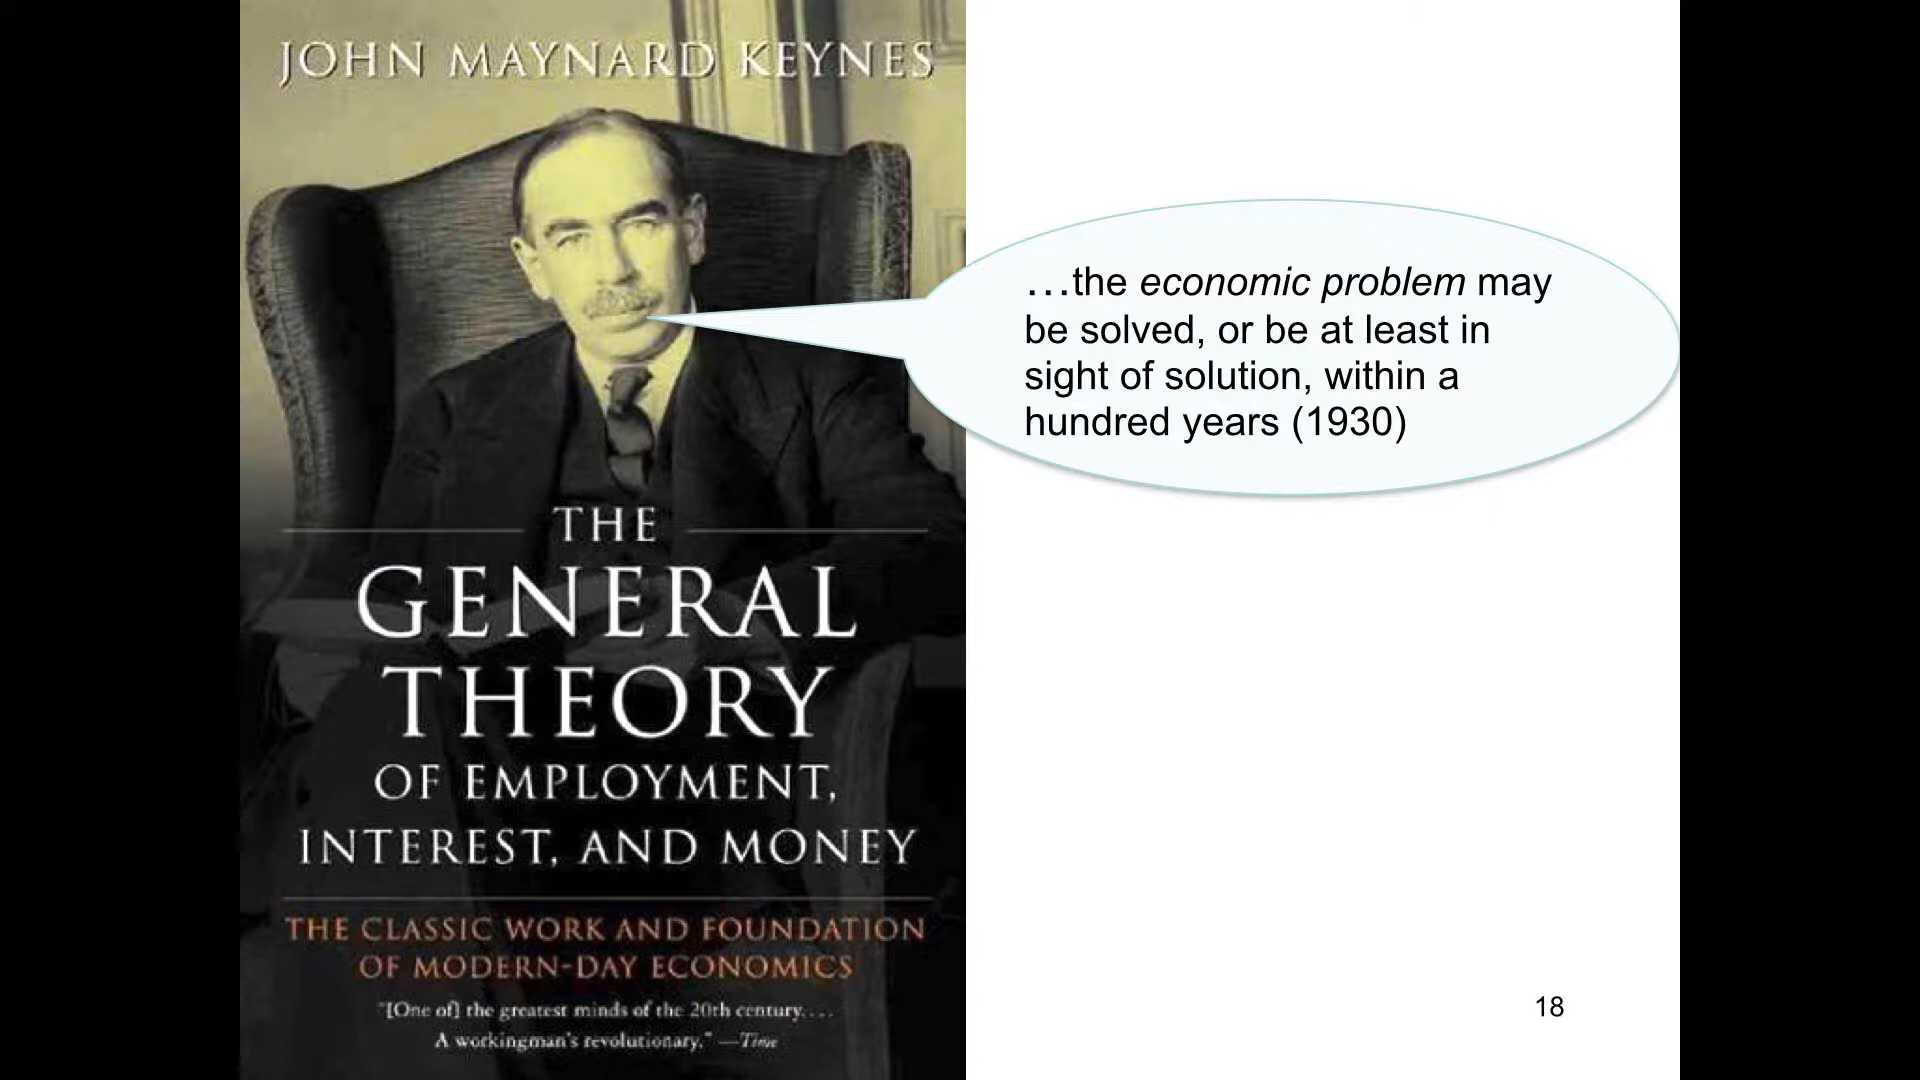 JOHN MAYNARD KEYNES
…the economic problem may
be solved, or be at least in
sight of solution, within a
hundred years (1930)
THE
GENERAL
THEORY
OF EMPLOYMENT,
INTEREST, AND MONEY
THE CLASSIC WORK AND FOUNDATION
OF MODERN-DAY ECONOMICS
"[One of] the greatest minds of the 20th century....
A workingman's revolutionary." —Time
18